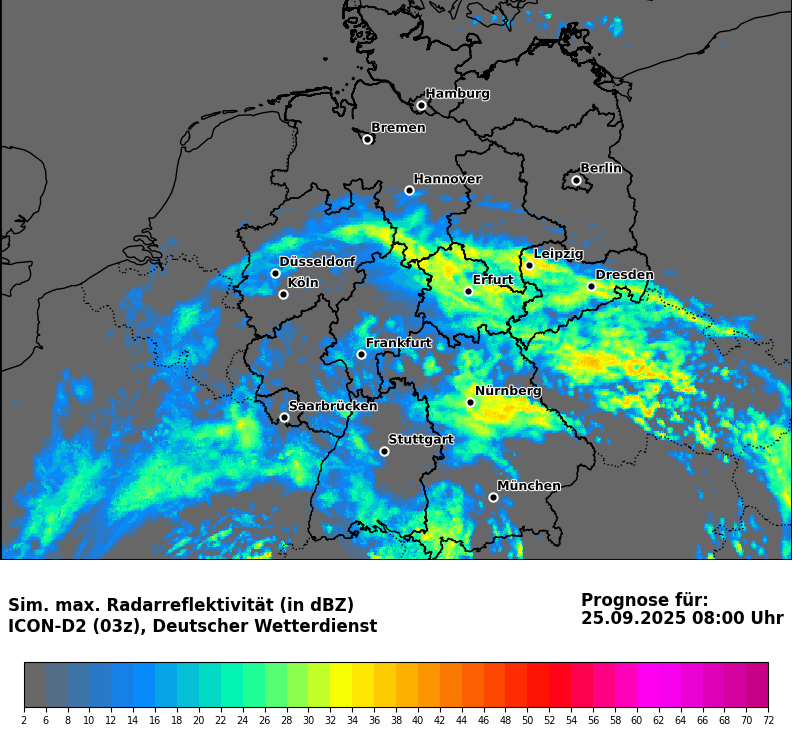 Hamburg
Bremen
Berlin
Hannover
Leipzig
Düsseldorf
Dresden
Erfurt
Köln
Frankfurt
Nürnberg
Saarbrücken
Stuttgart
München
Sim. max. Radarreflektivität (in dBZ)
ICON-D2 (03z), Deutscher Wetterdienst
Prognose für:
25.09.2025 08:00 Uhr
2 6 8 10 12 14 16 18 20 22 24 26 28 30 32 34 36 38 40 42 44 46 48 50 52 54 56 58 60 62 64 66 68 70 72